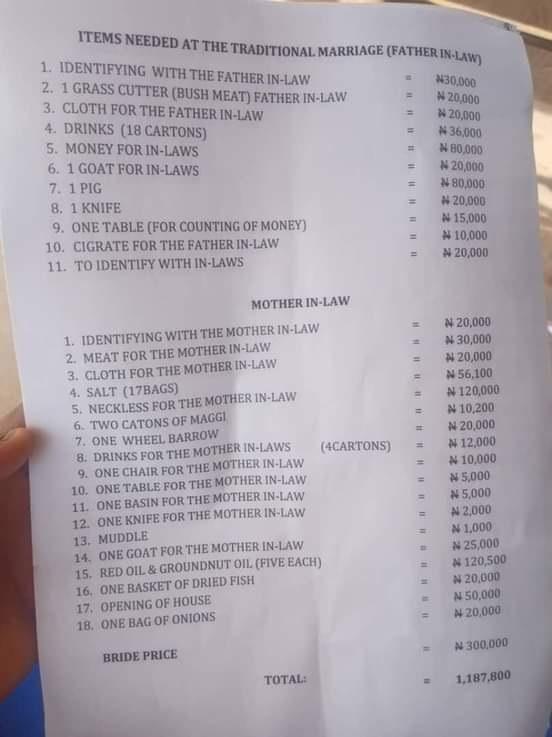 ITEMS NEEDED AT THE TRADITIONAL MARRIAGE (FATHER IN-LAW)
1. IDENTIFYING WITH THE FATHER IN-LAW = ₦30,000
2. 1 GRASS CUTTER (BUSH MEAT) FATHER IN-LAW = ₦ 20,000
3. CLOTH FOR THE FATHER IN-LAW = ₦ 20,000
4. DRINKS (18 CARTONS) = ₦ 36,000
5. MONEY FOR IN-LAWS = ₦ 80,000
6. 1 GOAT FOR IN-LAWS = ₦ 20,000
7. 1 PIG = ₦ 80,000
8. 1 KNIFE = ₦ 20,000
9. ONE TABLE (FOR COUNTING OF MONEY) = ₦ 15,000
10. CIGRATE FOR THE FATHER IN-LAW = ₦ 10,000
11. TO IDENTIFY WITH IN-LAWS = ₦ 20,000
MOTHER IN-LAW
1. IDENTIFYING WITH THE MOTHER IN-LAW = ₦ 20,000
2. MEAT FOR THE MOTHER IN-LAW = ₦ 30,000
3. CLOTH FOR THE MOTHER IN-LAW = ₦ 20,000
4. SALT (17BAGS) = ₦ 56,100
5. NECKLESS FOR THE MOTHER IN-LAW = ₦ 120,000
6. TWO CATONS OF MAGGI = ₦ 10,200
7. ONE WHEEL BARROW = ₦ 20,000
8. DRINKS FOR THE MOTHER IN-LAWS (4CARTONS) = ₦ 12,000
9. ONE CHAIR FOR THE MOTHER IN-LAW = ₦ 10,000
10. ONE TABLE FOR THE MOTHER IN-LAW = ₦ 5,000
11. ONE BASIN FOR THE MOTHER IN-LAW = ₦ 5,000
12. ONE KNIFE FOR THE MOTHER IN-LAW = ₦ 2,000
13. MUDDLE = ₦ 1,000
14. ONE GOAT FOR THE MOTHER IN-LAW = ₦ 25,000
15. RED OIL & GROUNDNUT OIL (FIVE EACH) = ₦ 120,500
16. ONE BASKET OF DRIED FISH = ₦ 20,000
17. OPENING OF HOUSE = ₦ 50,000
18. ONE BAG OF ONIONS = ₦ 20,000
BRIDE PRICE = ₦ 300,000
TOTAL: = 1,187,800